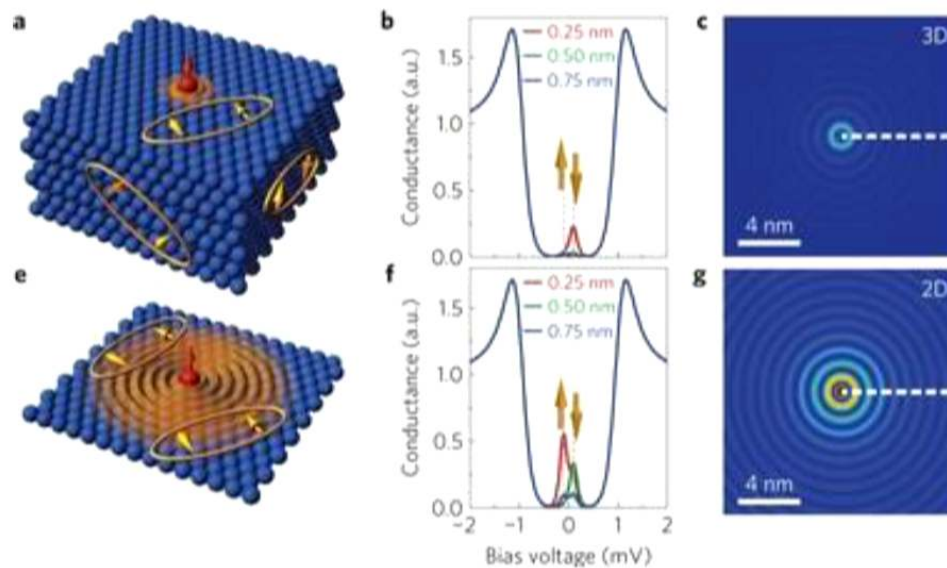 a
b
c
1.5
1.0
0.5
0.0
Conductance (a.u.)
0.25 nm
0.50 nm
0.75 nm
3D
4 nm
e
f
g
1.5
1.0
0.5
0.0
Conductance (a.u.)
0.25 nm
0.50 nm
0.75 nm
−2 −1 0 1 2
Bias voltage (mV)
2D
4 nm